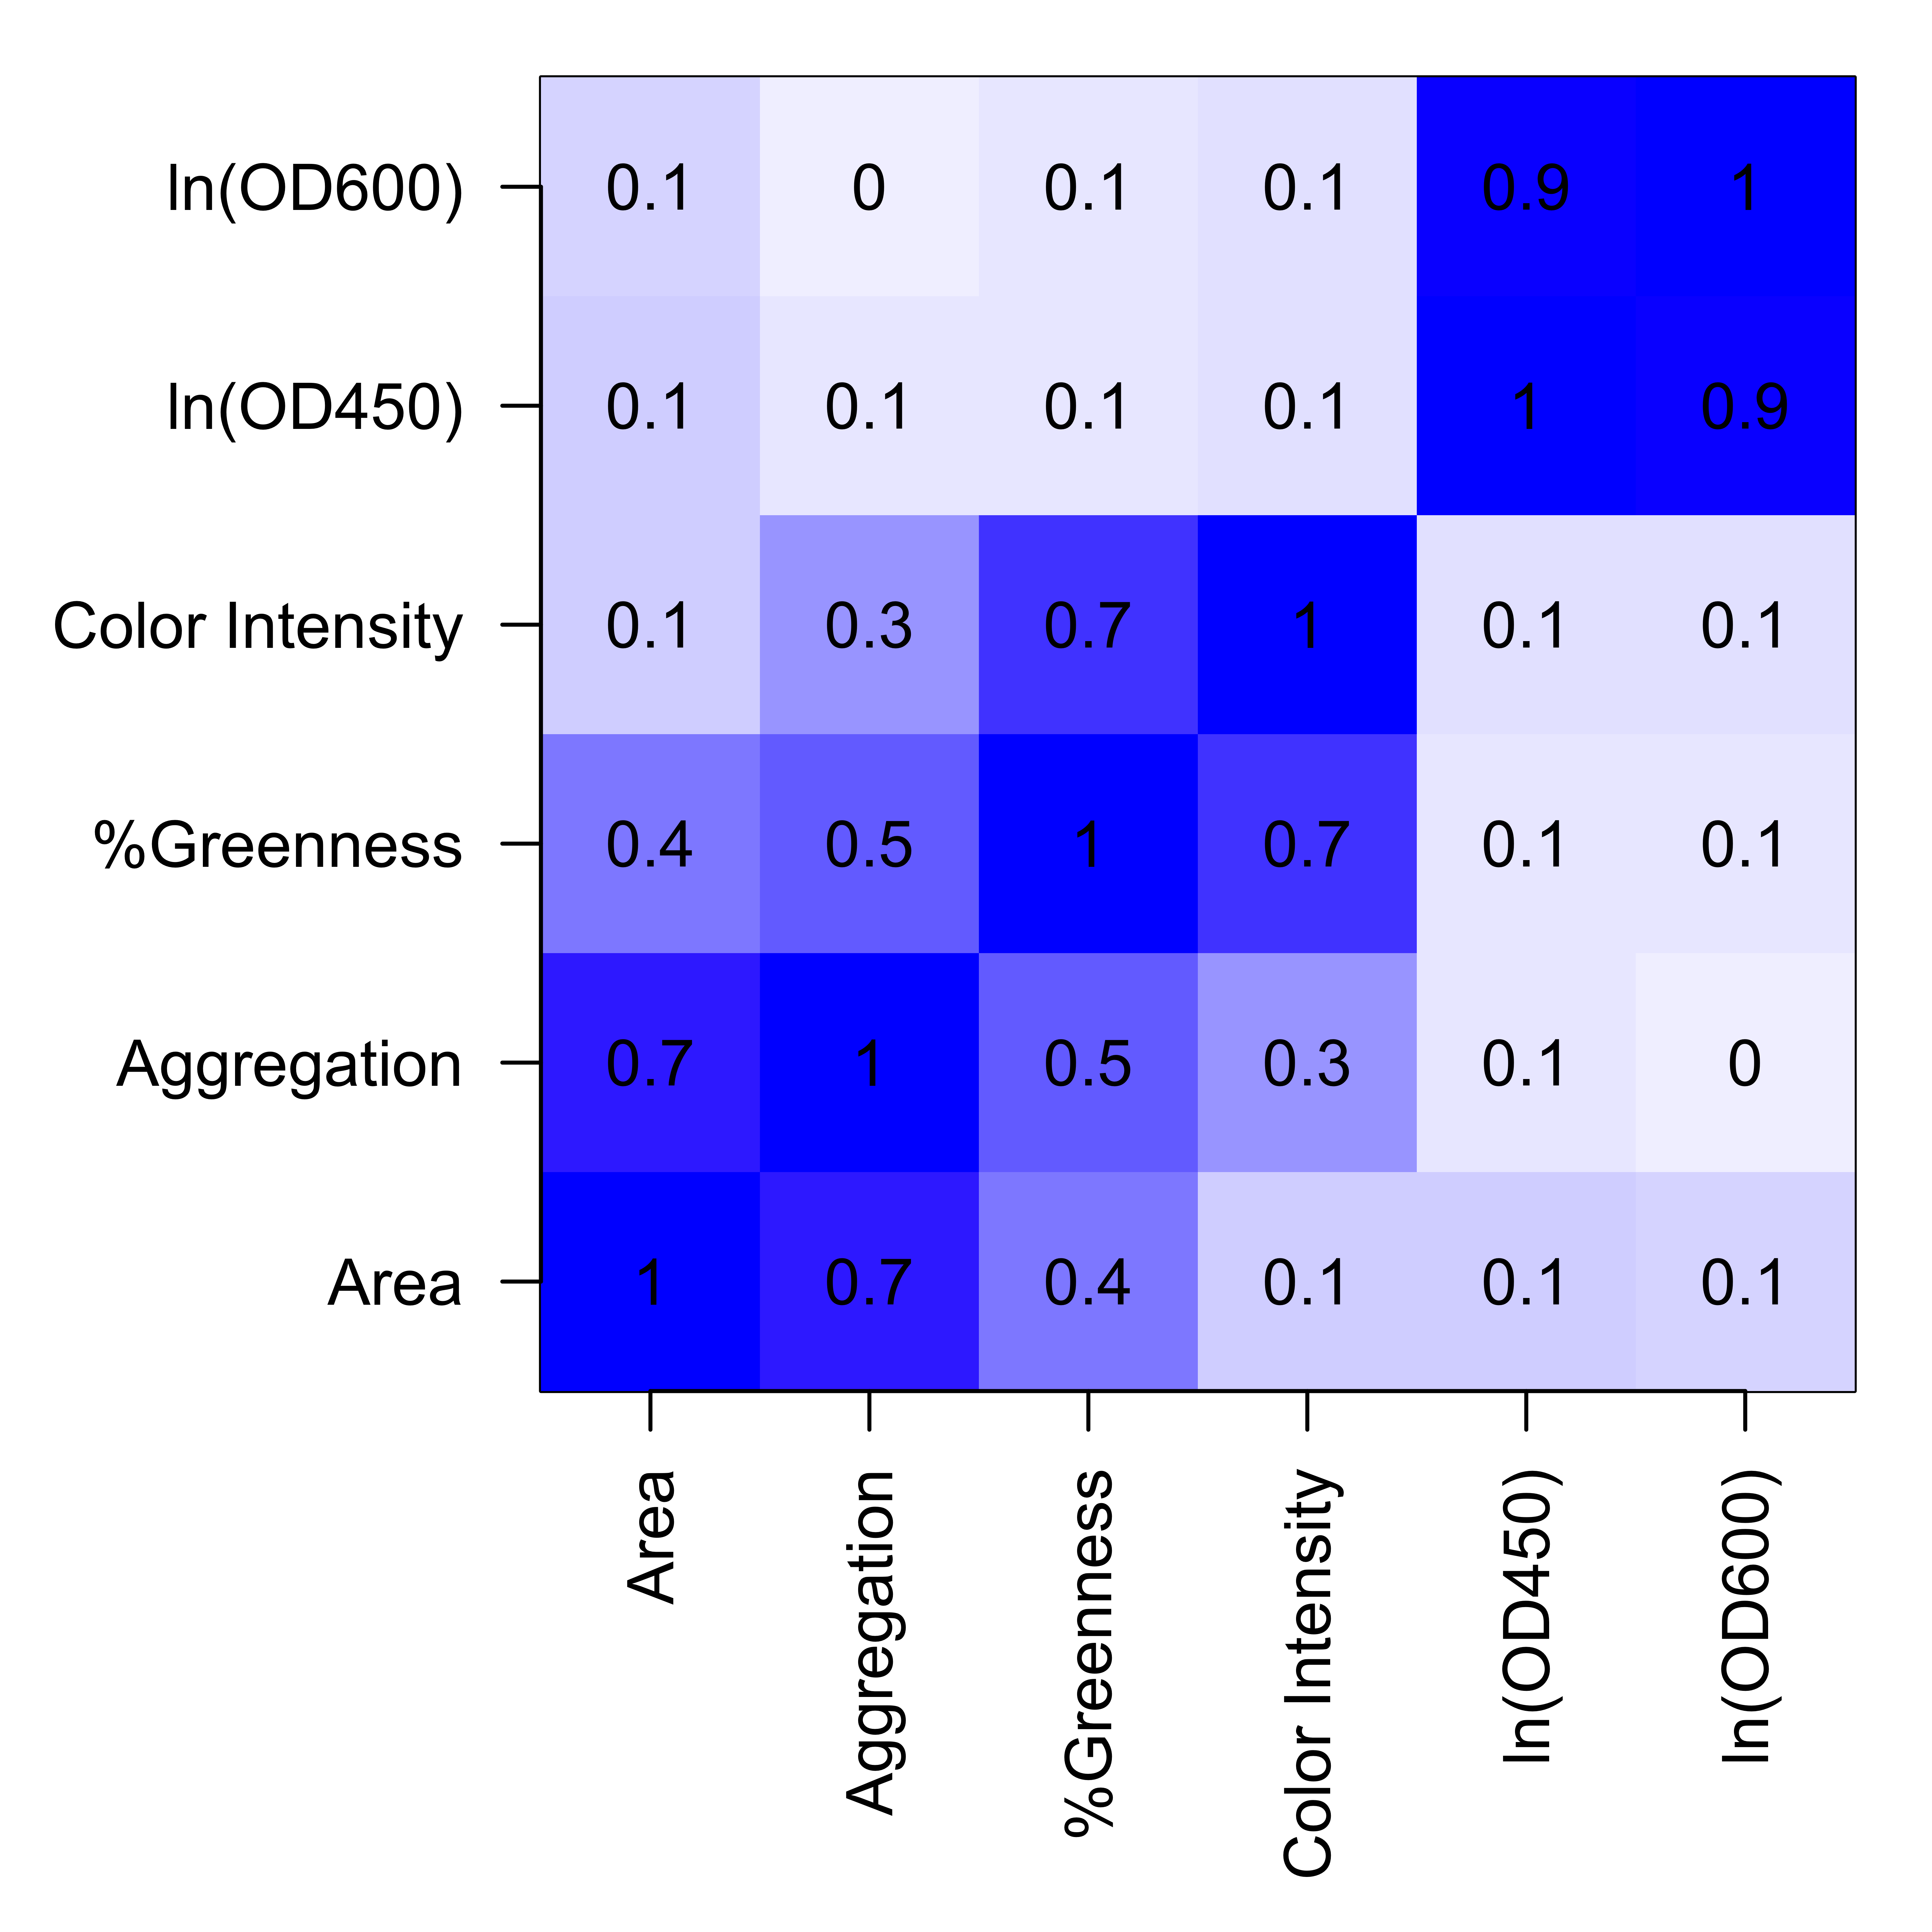 ln(OD600) 0.1 0 0.1 0.1 0.9 1
ln(OD450) 0.1 0.1 0.1 0.1 1 0.9
Color Intensity 0.1 0.3 0.7 1 0.1 0.1
%Greenness 0.4 0.5 1 0.7 0.1 0.1
Aggregation 0.7 1 0.5 0.3 0.1 0
Area 1 0.7 0.4 0.1 0.1 0.1
Area
Aggregation
%Greenness
Color Intensity
ln(OD450)
ln(OD600)